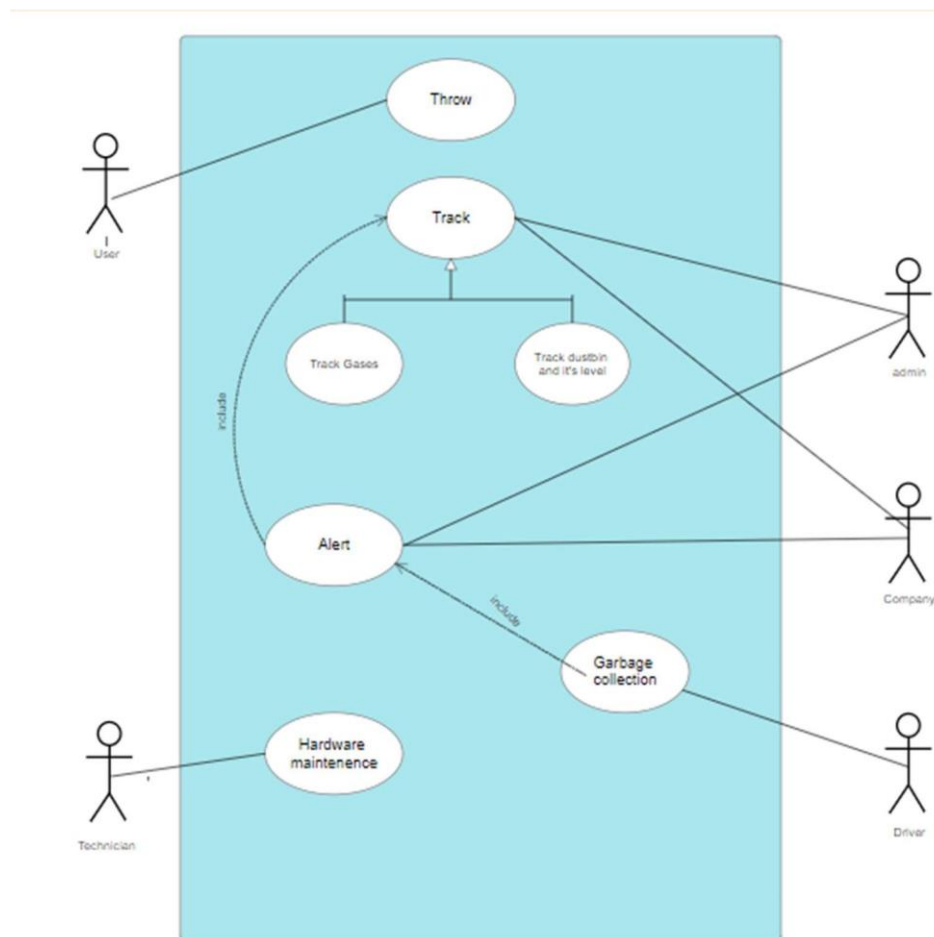 Throw
User
Track
Track Gases
Track dustbin
and it's level
admin
include
Alert
Company
include
Garbage
collection
Hardware
maintenence
Technician
Driver